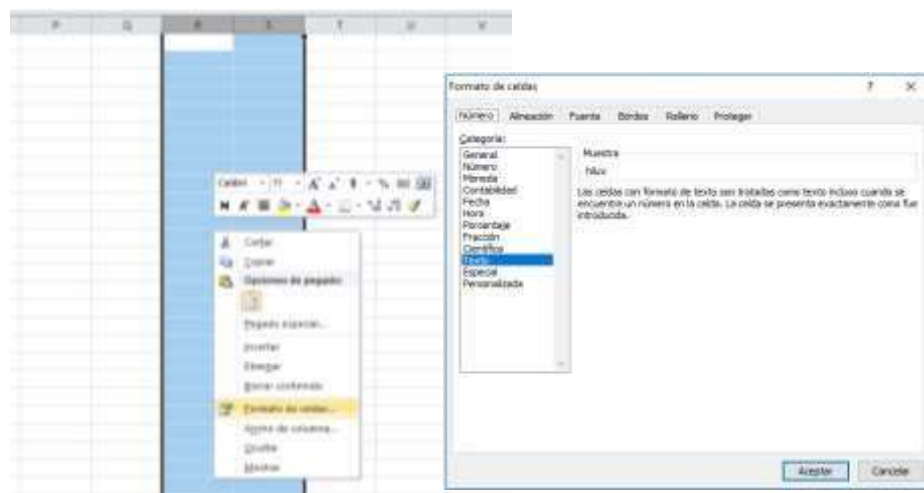 P Q R S T U V
Calibri 11
N K
Cortar
Copiar
Opciones de pegado:
Pegado especial...
Insertar
Eliminar
Borrar contenido
Formato de celdas...
Ancho de columna...
Ocultar
Mostrar
Formato de celdas ? ×
Número Alineación Fuente Bordes Relleno Proteger
Categoría:
General
Número
Moneda
Contabilidad
Fecha
Hora
Porcentaje
Fracción
Científica
Texto
Especial
Personalizada
Muestra
hilux
Las celdas con formato de texto son tratadas como texto incluso cuando se
encuentre un número en la celda. La celda se presenta exactamente como fue
introducida.
Aceptar Cancelar